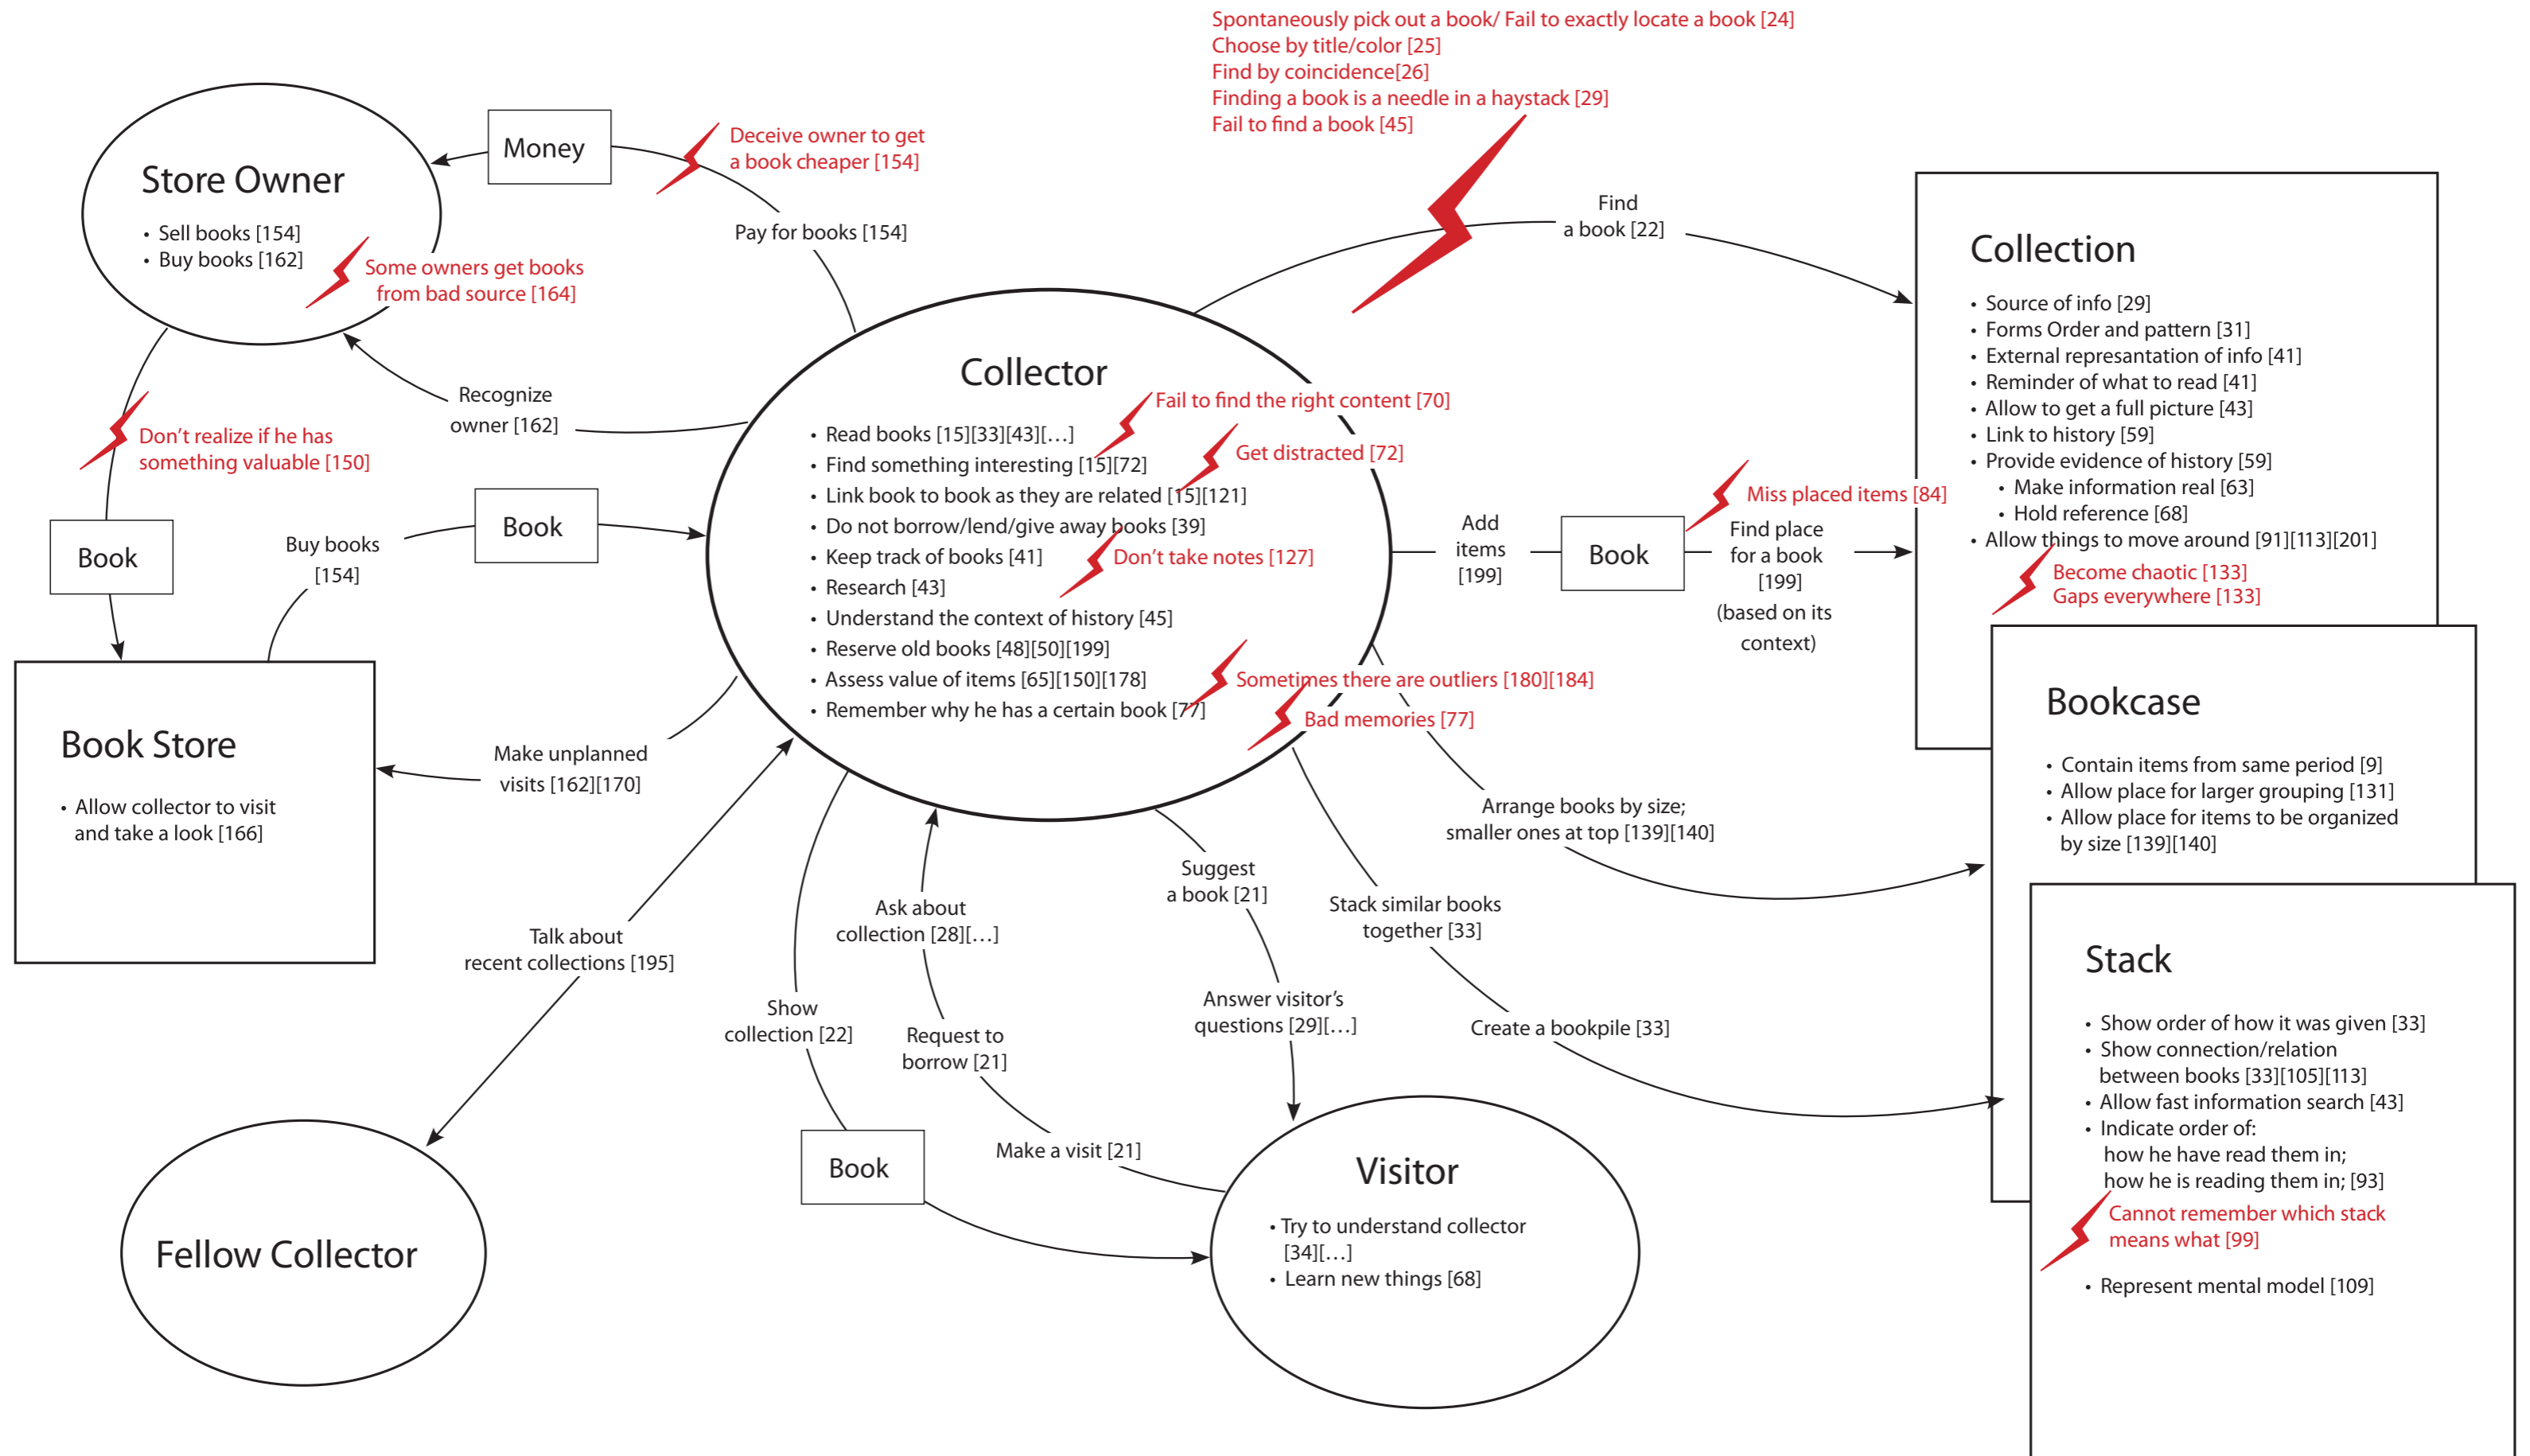 Spontaneously pick out a book/ Fail to exactly locate a book [24]
Choose by title/color [25]
Find by coincidence[26]
Finding a book is a needle in a haystack [29]
Fail to find a book [45]
Store Owner
• Sell books [154]
• Buy books [162]
Some owners get books
from bad source [164]
Money
Deceive owner to get
a book cheaper [154]
Pay for books [154]
Find
a book [22]
Recognize
owner [162]
Don't realize if he has
something valuable [150]
Book
Buy books
[154]
Book
Book Store
• Allow collector to visit
and take a look [166]
Make unplanned
visits [162][170]
Collector
Fail to find the right content [70]
• Read books [15][33][43][…]
Get distracted [72]
• Find something interesting [15][72]
• Link book to book as they are related [15][121]
• Do not borrow/lend/give away books [39]
• Keep track of books [41]
Don't take notes [127]
• Research [43]
• Understand the context of history [45]
• Reserve old books [48][50][199]
• Assess value of items [65][150][178]
Sometimes there are outliers [180][184]
• Remember why he has a certain book [77]
Bad memories [77]
Add
items
[199]
Book
Miss placed items [84]
Find place
for a book
[199]
(based on its
context)
Collection
• Source of info [29]
• Forms Order and pattern [31]
• External represantation of info [41]
• Reminder of what to read [41]
• Allow to get a full picture [43]
• Link to history [59]
• Provide evidence of history [59]
• Make information real [63]
• Hold reference [68]
• Allow things to move around [91][113][201]
Become chaotic [133]
Gaps everywhere [133]
Bookcase
• Contain items from same period [9]
• Allow place for larger grouping [131]
• Allow place for items to be organized
by size [139][140]
Arrange books by size;
smaller ones at top [139][140]
Stack similar books
together [33]
Create a bookpile [33]
Stack
• Show order of how it was given [33]
• Show connection/relation
between books [33][105][113]
• Allow fast information search [43]
• Indicate order of:
how he have read them in;
how he is reading them in; [93]
Cannot remember which stack
means what [99]
• Represent mental model [109]
Talk about
recent collections [195]
Fellow Collector
Show
collection [22]
Book
Ask about
collection [28][…]
Request to
borrow [21]
Make a visit [21]
Suggest
a book [21]
Answer visitor's
questions [29][…]
Visitor
• Try to understand collector
[34][…]
• Learn new things [68]